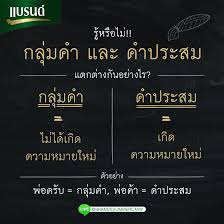 แบรนด์
รู้หรือไม่!!
กลุ่มคำ และ คำประสม
แตกต่างกันอย่างไร?
กลุ่มคำ คำประสม
= =
ไม่ได้เกิด เกิด
ความหมายใหม่ ความหมายใหม่
ตัวอย่าง
พ่อครับ = กลุ่มคำ, พ่อค้า = คำประสม
@BRANDSSUMMERCAMP